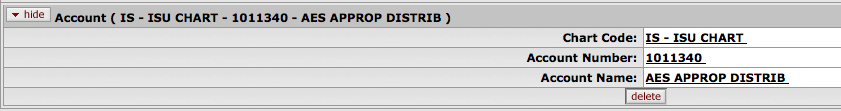 hide Account ( IS - ISU CHART - 1011340 - AES APPROP DISTRIB )
Chart Code: IS - ISU CHART
Account Number: 1011340
Account Name: AES APPROP DISTRIB
delete